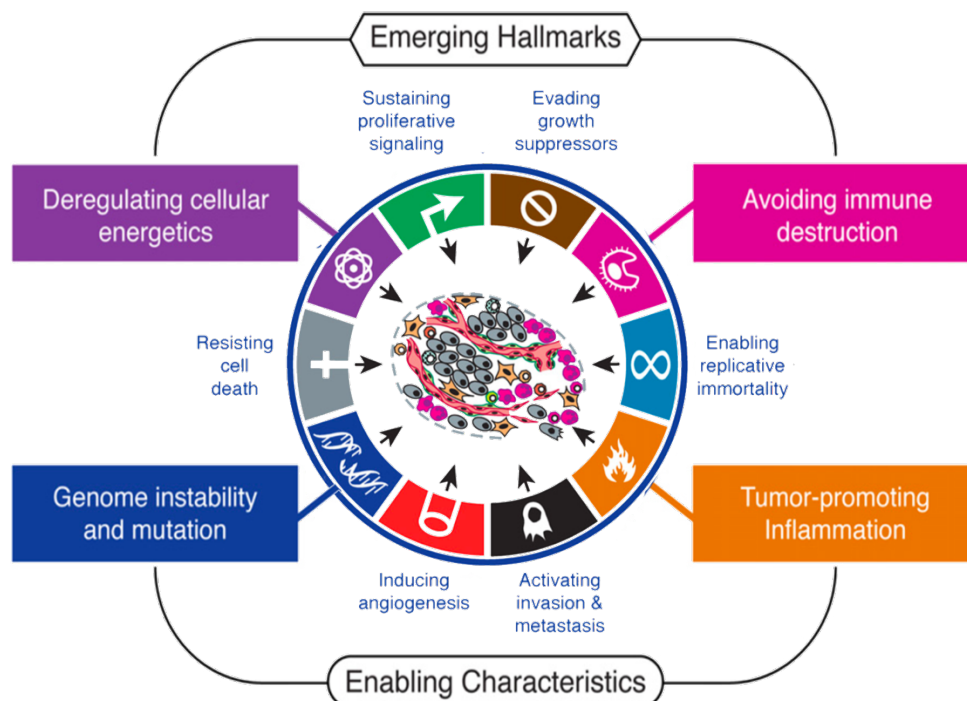 Emerging Hallmarks
Sustaining
proliferative
signaling
Evading
growth
suppressors
Deregulating cellular
energetics
Avoiding immune
destruction
Resisting
cell
death
Enabling
replicative
immortality
Genome instability
and mutation
Tumor-promoting
Inflammation
Inducing
angiogenesis
Activating
invasion &
metastasis
Enabling Characteristics